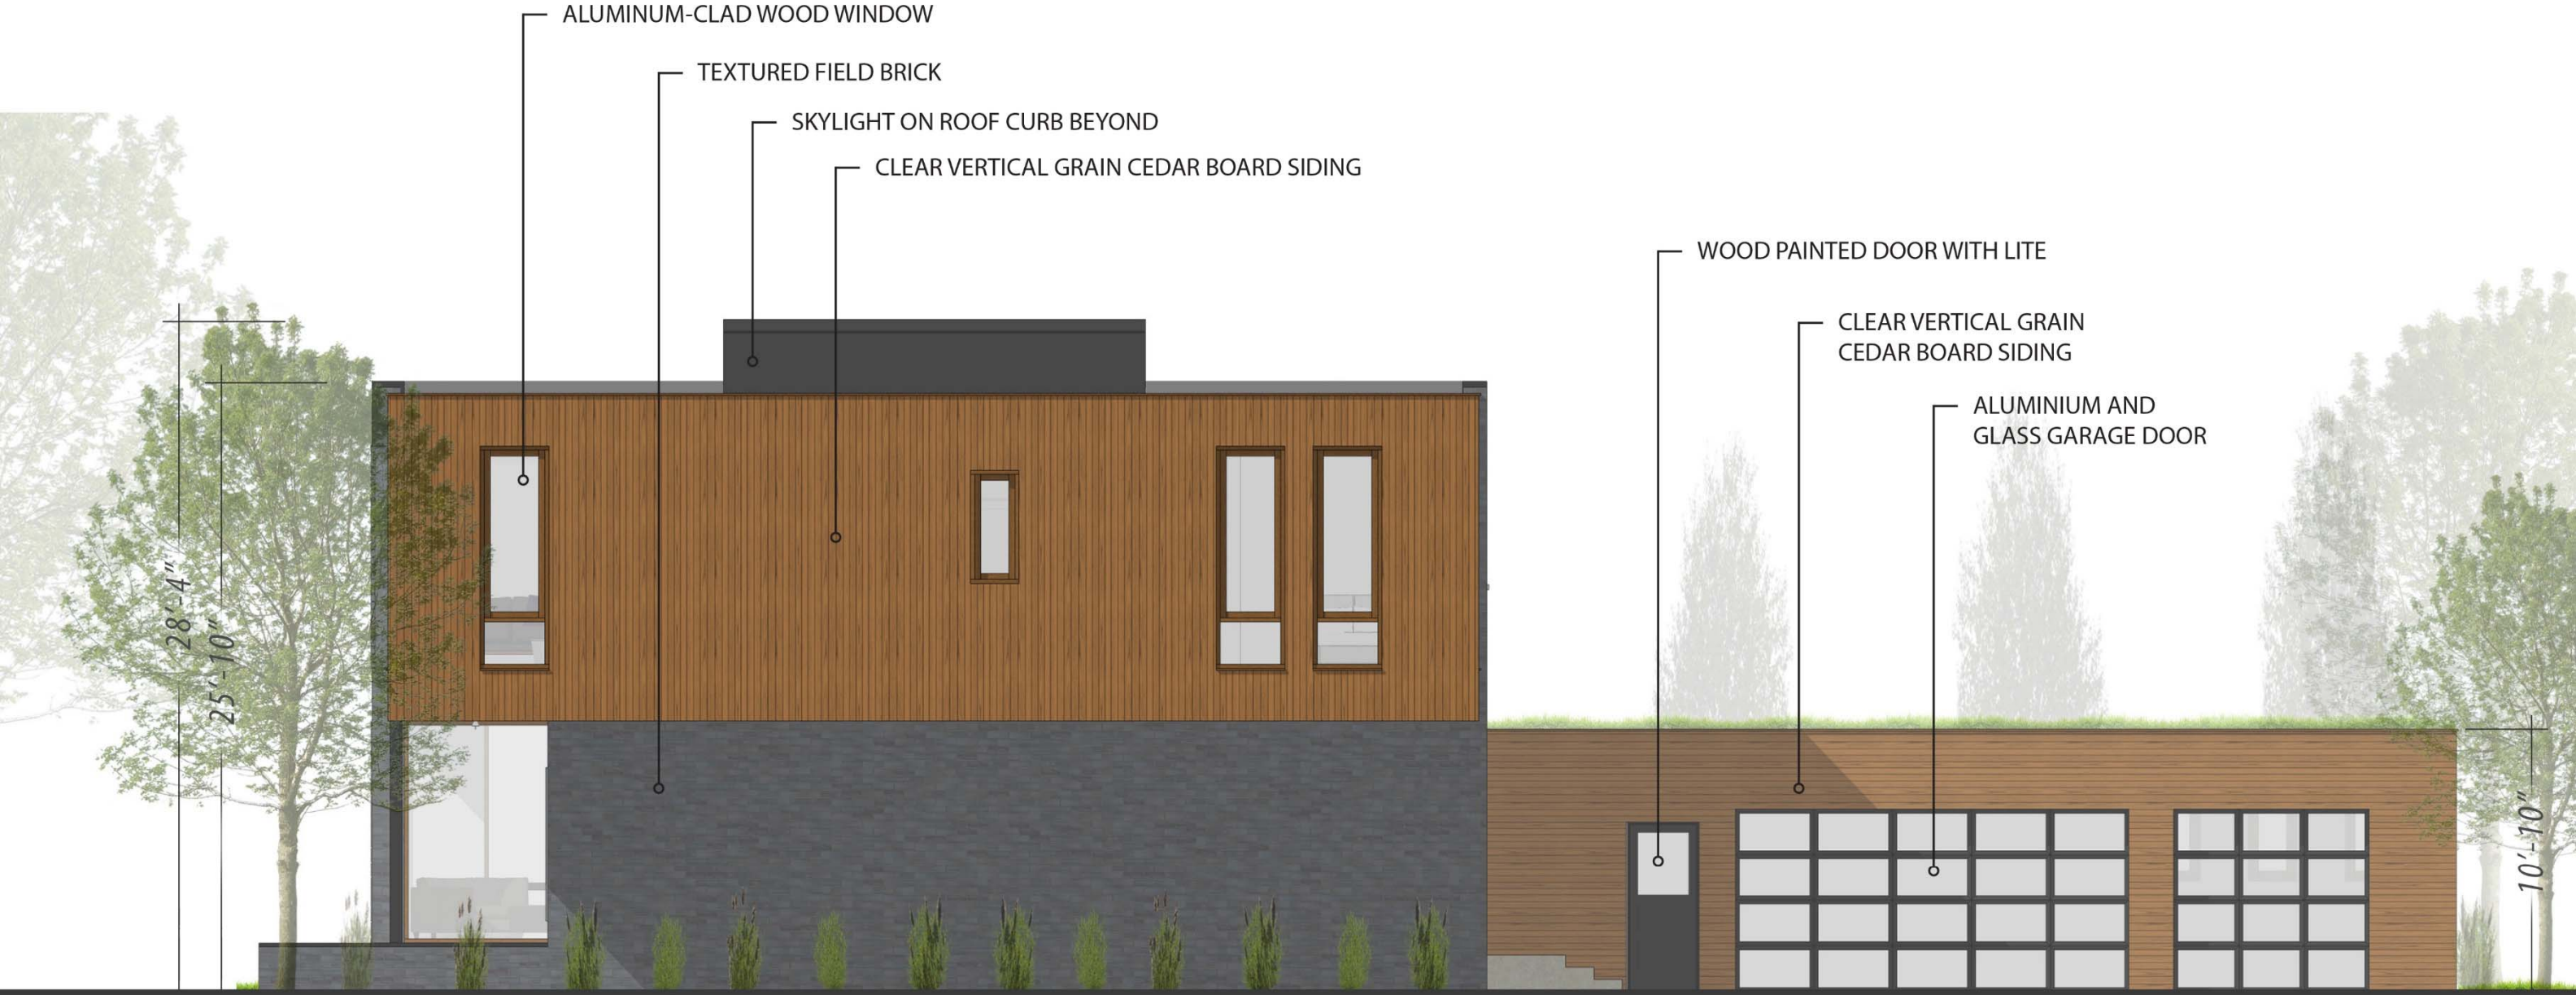 ALUMINUM-CLAD WOOD WINDOW
TEXTURED FIELD BRICK
SKYLIGHT ON ROOF CURB BEYOND
CLEAR VERTICAL GRAIN CEDAR BOARD SIDING
WOOD PAINTED DOOR WITH LITE
CLEAR VERTICAL GRAIN
CEDAR BOARD SIDING
ALUMINIUM AND
GLASS GARAGE DOOR
28'-4"
25'-10"
10'-10"